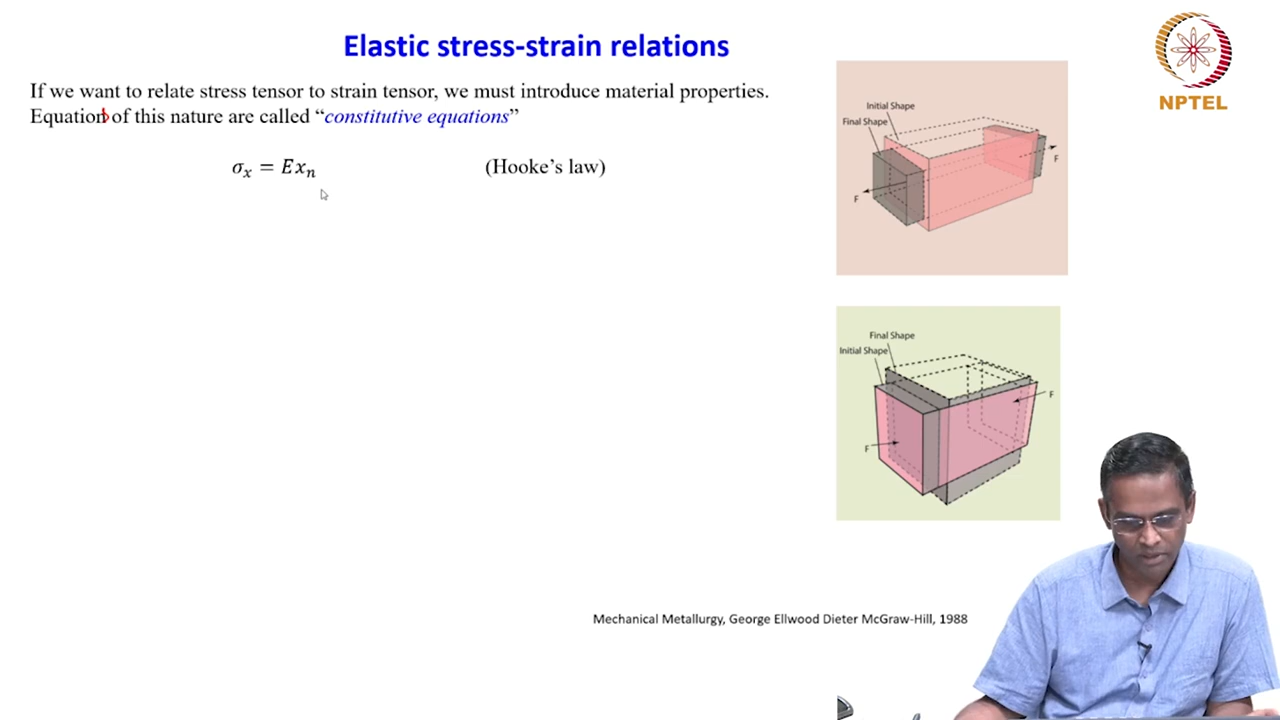 Elastic stress-strain relations
If we want to relate stress tensor to strain tensor, we must introduce material properties.
Equations of this nature are called “constitutive equations”
σₓ = Exₙ (Hooke’s law)
Initial Shape
Final Shape
F
F
Final Shape
Initial Shape
F
F
Mechanical Metallurgy, George Ellwood Dieter McGraw-Hill, 1988
NPTEL